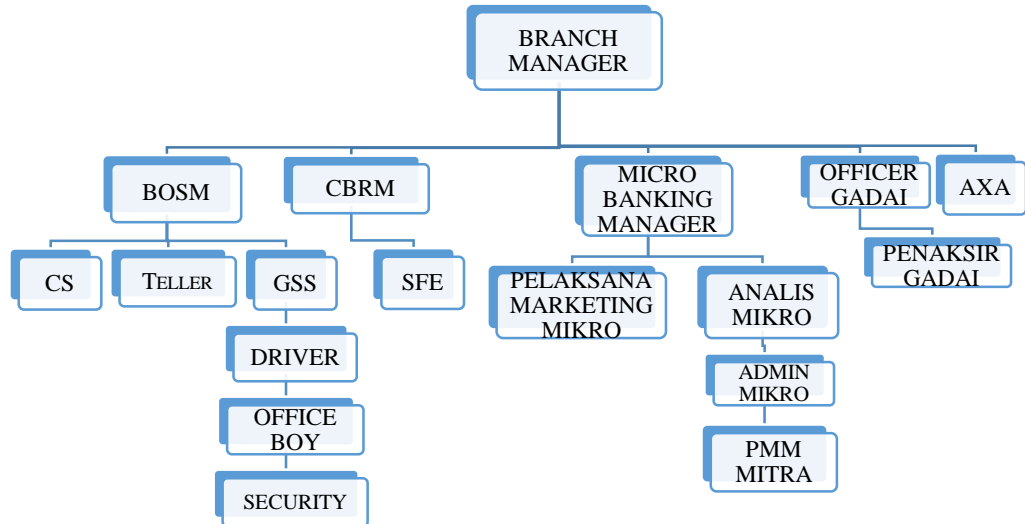 BRANCH
MANAGER
BOSM
CBRM
MICRO
BANKING
MANAGER
OFFICER
GADAI
AXA
CS
TELLER
GSS
SFE
PELAKSANA
MARKETING
MIKRO
ANALIS
MIKRO
PENAKSIR
GADAI
DRIVER
ADMIN
MIKRO
OFFICE
BOY
PMM
MITRA
SECURITY